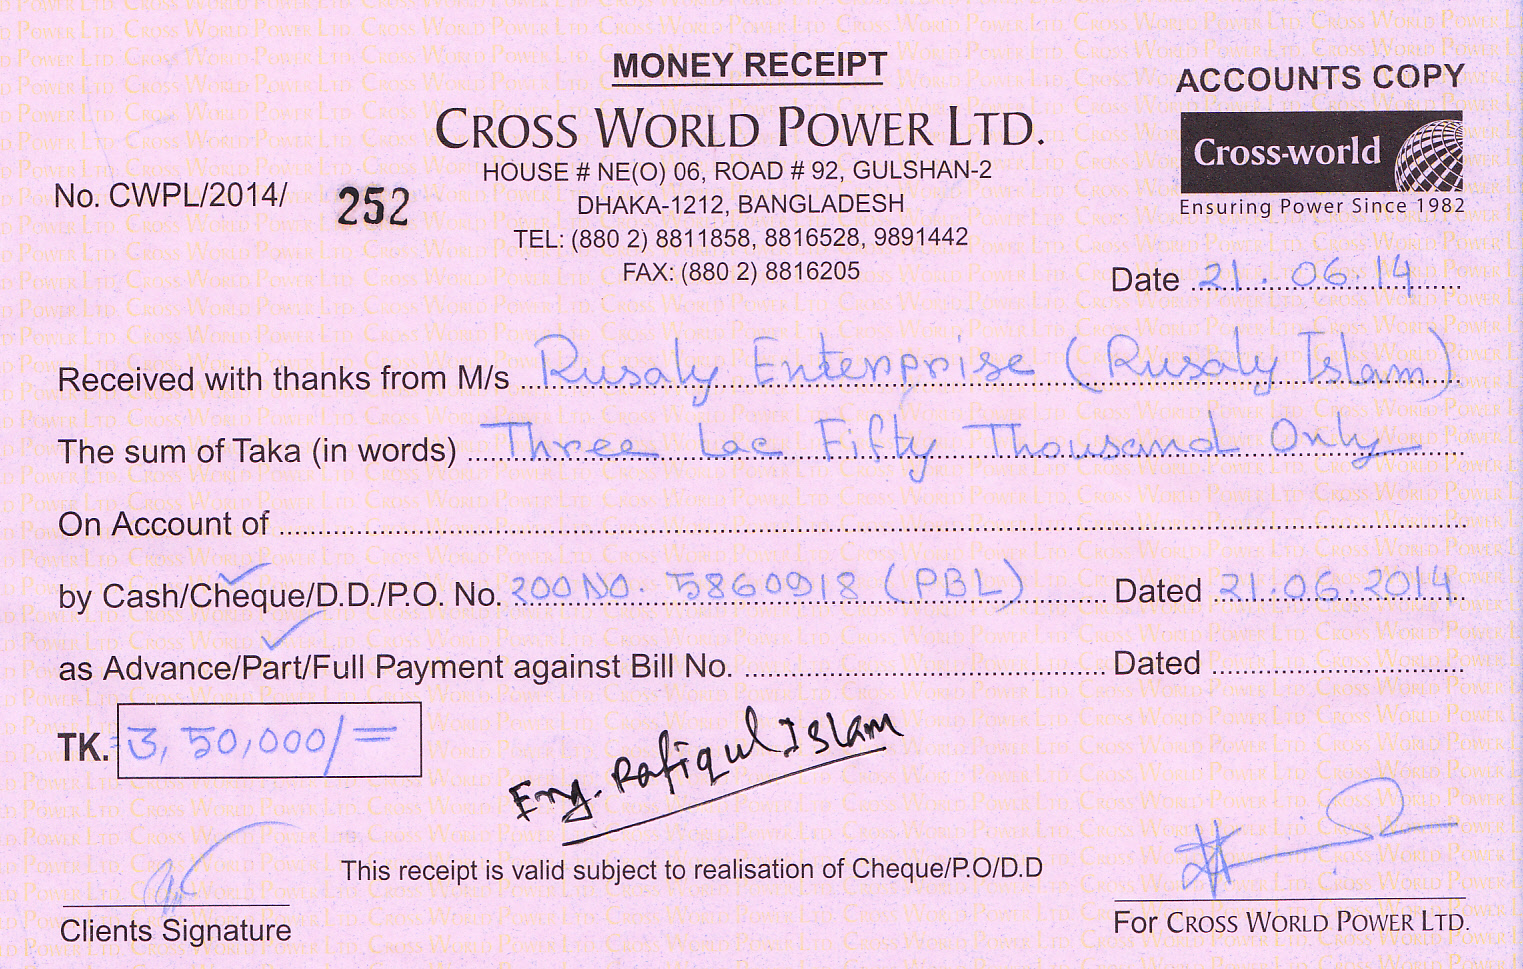 MONEY RECEIPT
ACCOUNTS COPY
CROSS WORLD POWER LTD.
Cross-world
HOUSE # NE(O) 06, ROAD # 92, GULSHAN-2
No. CWPL/2014/ 252
DHAKA-1212, BANGLADESH
Ensuring Power Since 1982
TEL: (880 2) 8811858, 8816528, 9891442
FAX: (880 2) 8816205
Date 21.06.14
Received with thanks from M/s Rusaly Enterprise (Rusaly Islam)
The sum of Taka (in words) Three Lac Fifty Thousand Only
On Account of
by Cash/Cheque/D.D./P.O. No. 200 NO. 5860918 (PBL) Dated 21.06.2014
as Advance/Part/Full Payment against Bill No. Dated
TK. 3,50,000/=
Eng. Rafiqul Islam
This receipt is valid subject to realisation of Cheque/P.O/D.D
Clients Signature
For CROSS WORLD POWER LTD.